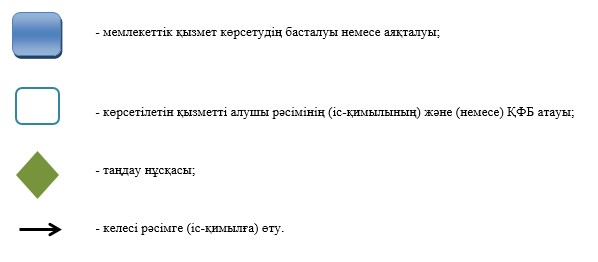 - мемлекеттік қызмет көрсетудің басталуы немесе аяқталуы;
- көрсетілетін қызметті алушы рәсімінің (іс-қимылының) және (немесе) ҚФБ атауы;
- таңдау нұсқасы;
- келесі рәсімге (іс-қимылға) өту.